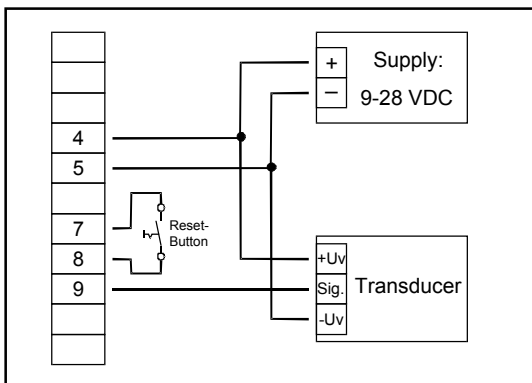 4
5
7
8
9
Reset-
Button
+
–
Supply:
9-28 VDC
+Uv
Sig.
-Uv
Transducer